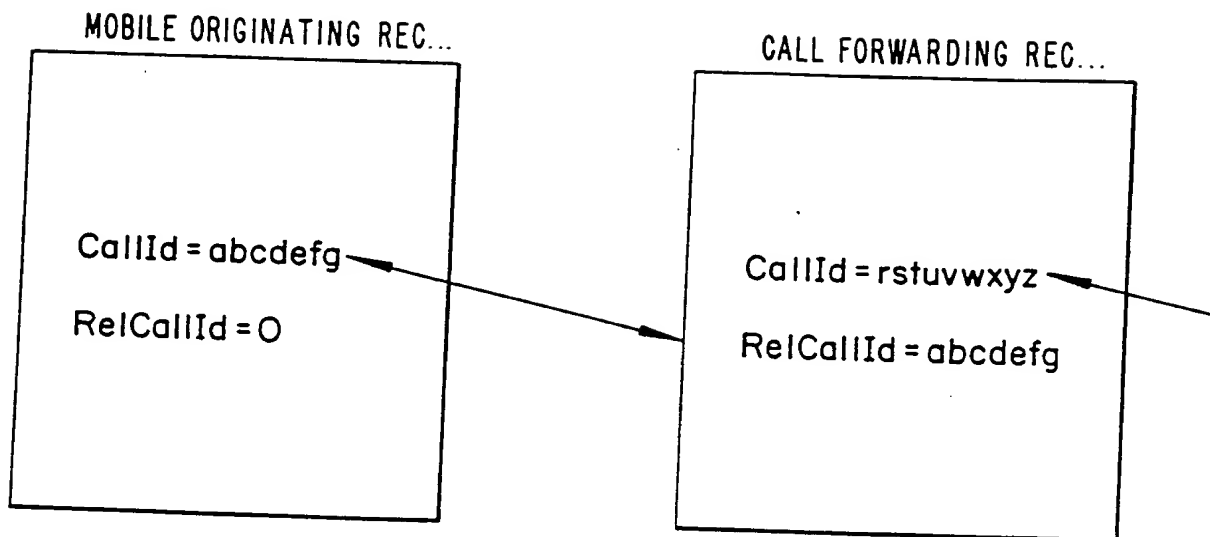 MOBILE ORIGINATING REC...
CallId = abcdefg
RelCallId = O
CALL FORWARDING REC...
CallId = rstuvwxyz
RelCallId = abcdefg